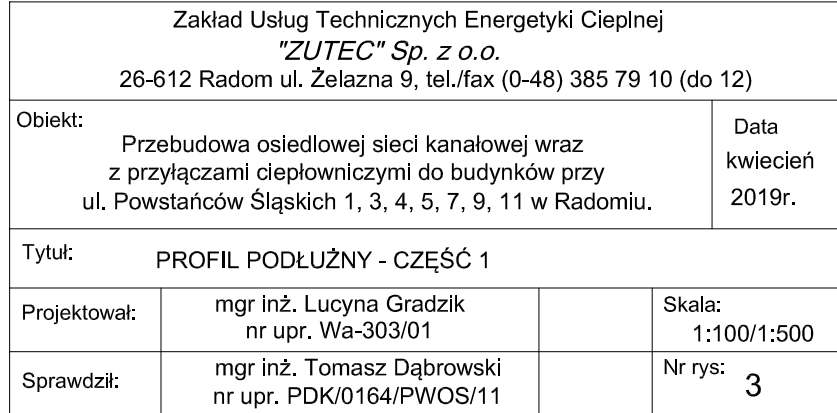 Zakład Usług Technicznych Energetyki Cieplnej
"ZUTEC" Sp. z o.o.
26-612 Radom ul. Żelazna 9, tel./fax (0-48) 385 79 10 (do 12)
Obiekt:
Przebudowa osiedlowej sieci kanałowej wraz
z przyłączami ciepłowniczymi do budynków przy
ul. Powstańców Śląskich 1, 3, 4, 5, 7, 9, 11 w Radomiu.
Data
kwiecień
2019r.
Tytuł:
PROFIL PODŁUŻNY - CZĘŚĆ 1
Projektował:
mgr inż. Lucyna Gradzik
nr upr. Wa-303/01
Skala:
1:100/1:500
Sprawdził:
mgr inż. Tomasz Dąbrowski
nr upr. PDK/0164/PWOS/11
Nr rys:
3